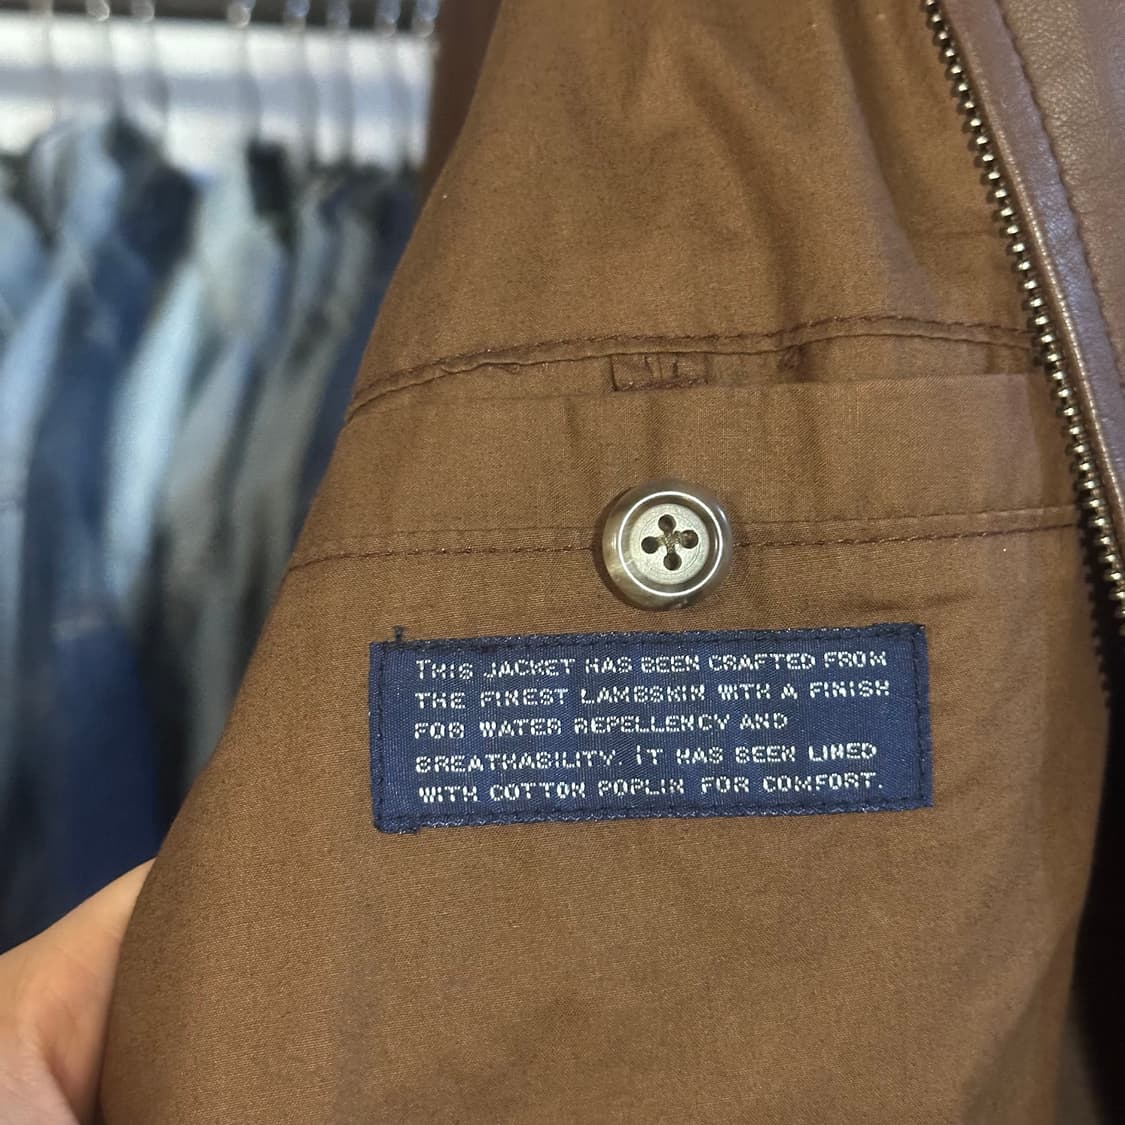 THIS JACKET HAS BEEN CRAFTED FROM
THE FINEST LAMBSKIN WITH A FINISH
FOR WATER REPELLENCY AND
BREATHABILITY. IT HAS BEEN LINED
WITH COTTON POPLIN FOR COMFORT.